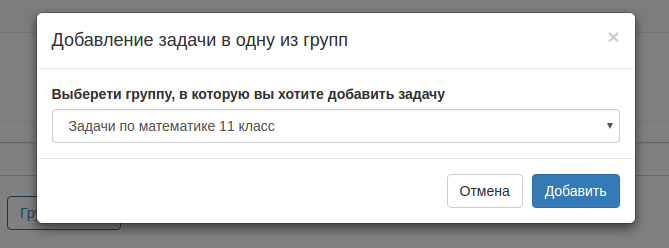 Добавление задачи в одну из групп
×
Выберети группу, в которую вы хотите добавить задачу
Задачи по математике 11 класс
Отмена
Добавить